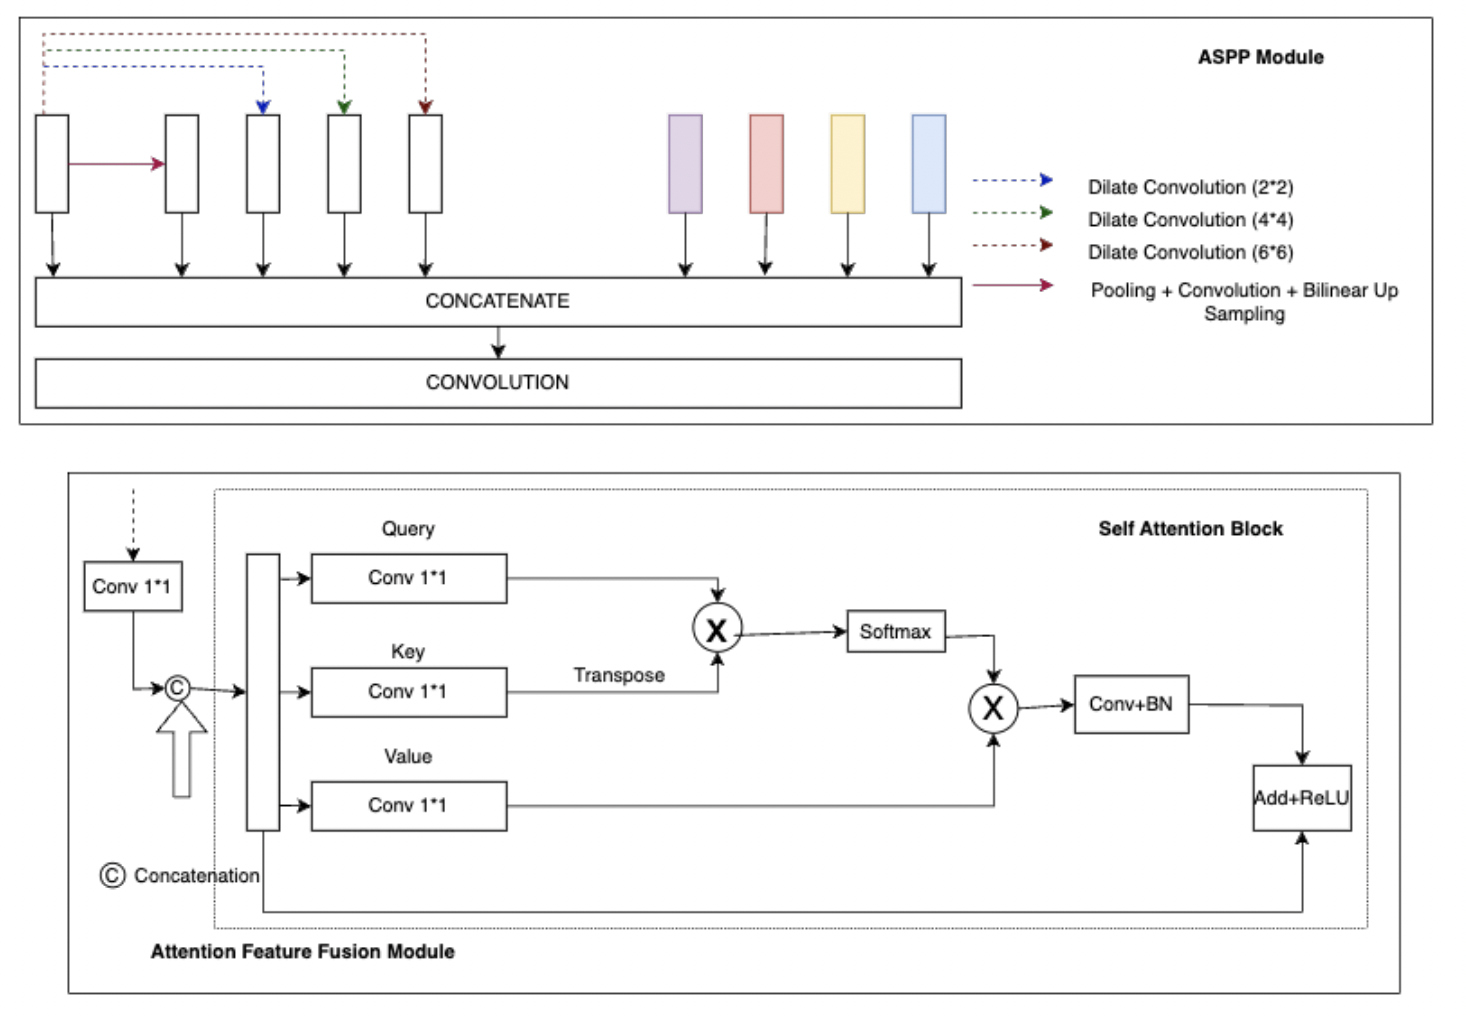 ASPP Module
Dilate Convolution (2*2)
Dilate Convolution (4*4)
Dilate Convolution (6*6)
Pooling + Convolution + Bilinear Up
Sampling
CONCATENATE
CONVOLUTION
Self Attention Block
Query
Conv 1*1
Conv 1*1
Key
Conv 1*1
Transpose
X
Softmax
C
X
Conv+BN
Value
Conv 1*1
Add+ReLU
C Concatenation
Attention Feature Fusion Module